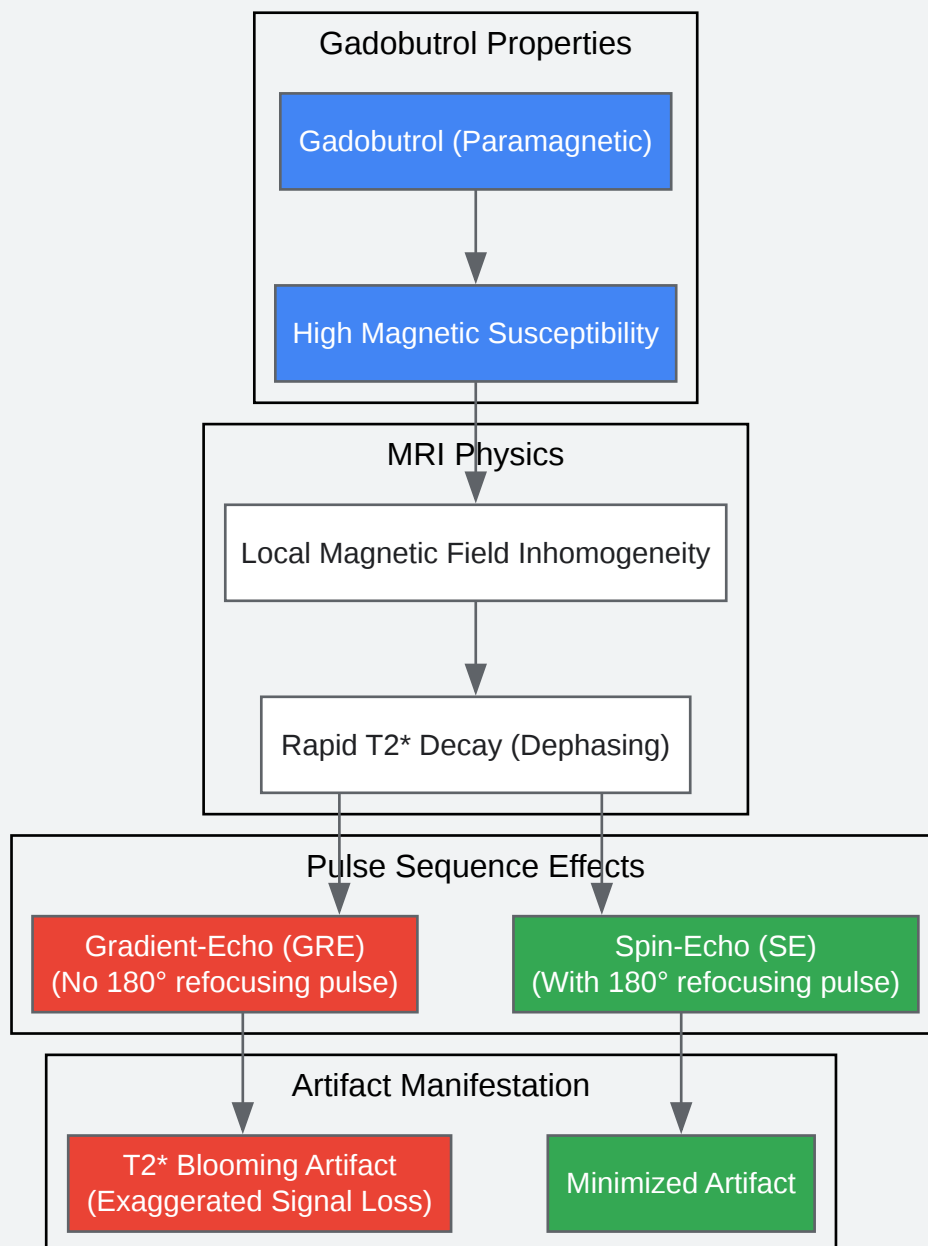 Gadobutrol Properties
Gadobutrol (Paramagnetic)
High Magnetic Susceptibility
MRI Physics
Local Magnetic Field Inhomogeneity
Rapid T2* Decay (Dephasing)
Pulse Sequence Effects
Gradient-Echo (GRE)
(No 180° refocusing pulse)
Spin-Echo (SE)
(With 180° refocusing pulse)
Artifact Manifestation
T2* Blooming Artifact
(Exaggerated Signal Loss)
Minimized Artifact